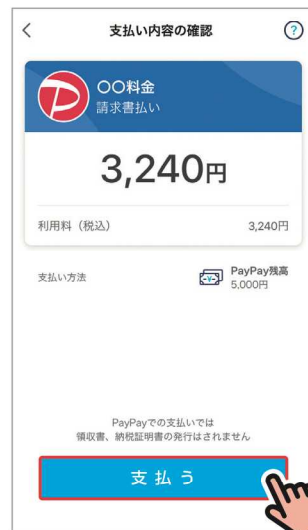 支払い内容の確認
?
〇〇料金
請求書払い
3,240円
利用料（税込） 3,240円
支払い方法 PayPay残高
5,000円
PayPayでの支払いでは
領収書、納税証明書の発行はされません
支払う